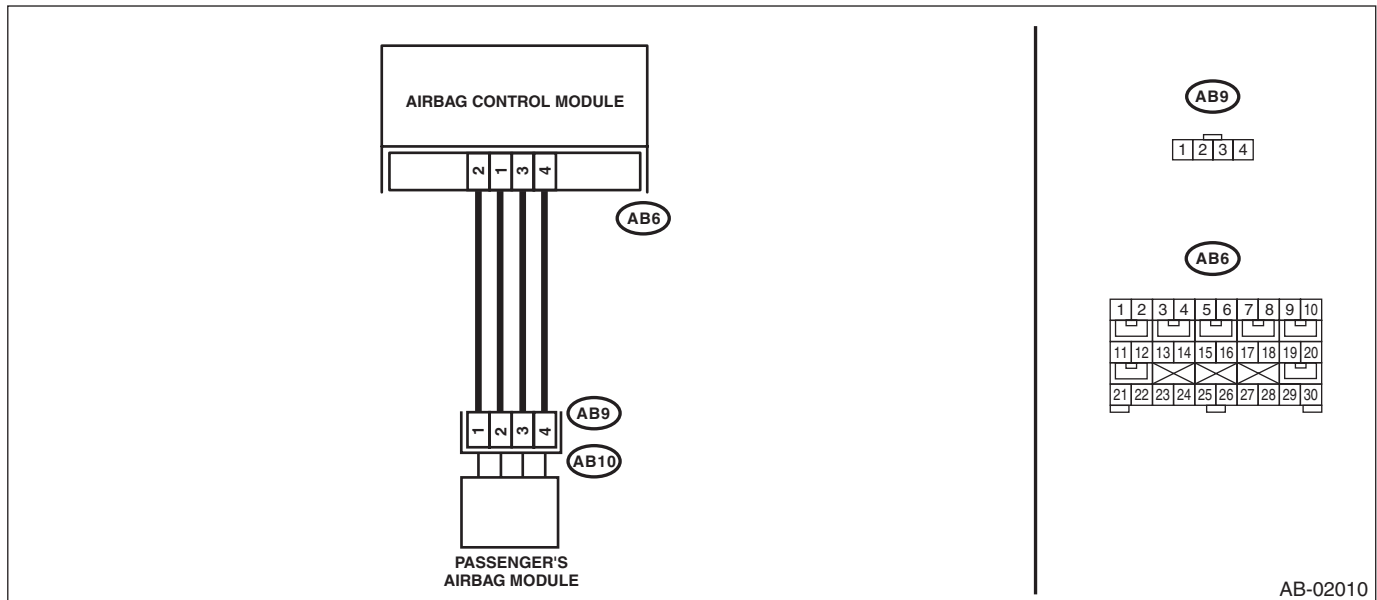 AIRBAG CONTROL MODULE
2 1 3 4
AB6
1 2 3 4
AB9
AB10
PASSENGER'S
AIRBAG MODULE
AB9
1 2 3 4
AB6
1 2 3 4 5 6 7 8 9 10
11 12 13 14 15 16 17 18 19 20
21 22 23 24 25 26 27 28 29 30
AB-02010